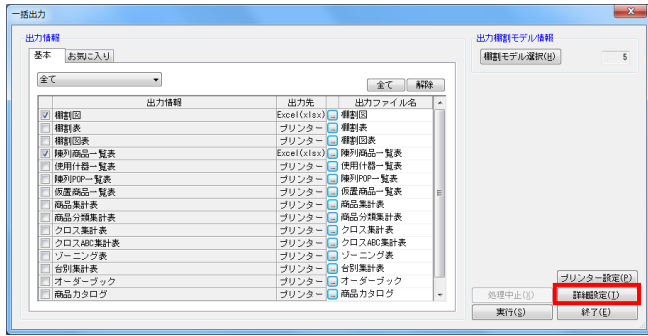 一括出力
出力情報
基本 お気に入り
全て
全て 解除
出力情報 出力先 出力ファイル名
棚割図 Excel(xlsx) ... 棚割図
棚割表 プリンター ... 棚割表
棚割図表 プリンター ... 棚割図表
陳列商品一覧表 Excel(xlsx) ... 陳列商品一覧表
使用什器一覧表 プリンター ... 使用什器一覧表
陳列POP一覧表 プリンター ... 陳列POP一覧表
仮置商品一覧表 プリンター ... 仮置商品一覧表
商品集計表 プリンター ... 商品集計表
商品分類集計表 プリンター ... 商品分類集計表
クロス集計表 プリンター ... クロス集計表
クロスABC集計表 プリンター ... クロスABC集計表
ゾーニング表 プリンター ... ゾーニング表
台別集計表 プリンター ... 台別集計表
オーダーブック プリンター ... オーダーブック
商品カタログ プリンター ... 商品カタログ
出力棚割モデル情報
棚割モデル選択(H) 5
プリンター設定(P)
処理中止(X) 詳細設定(I)
実行(S) 終了(E)